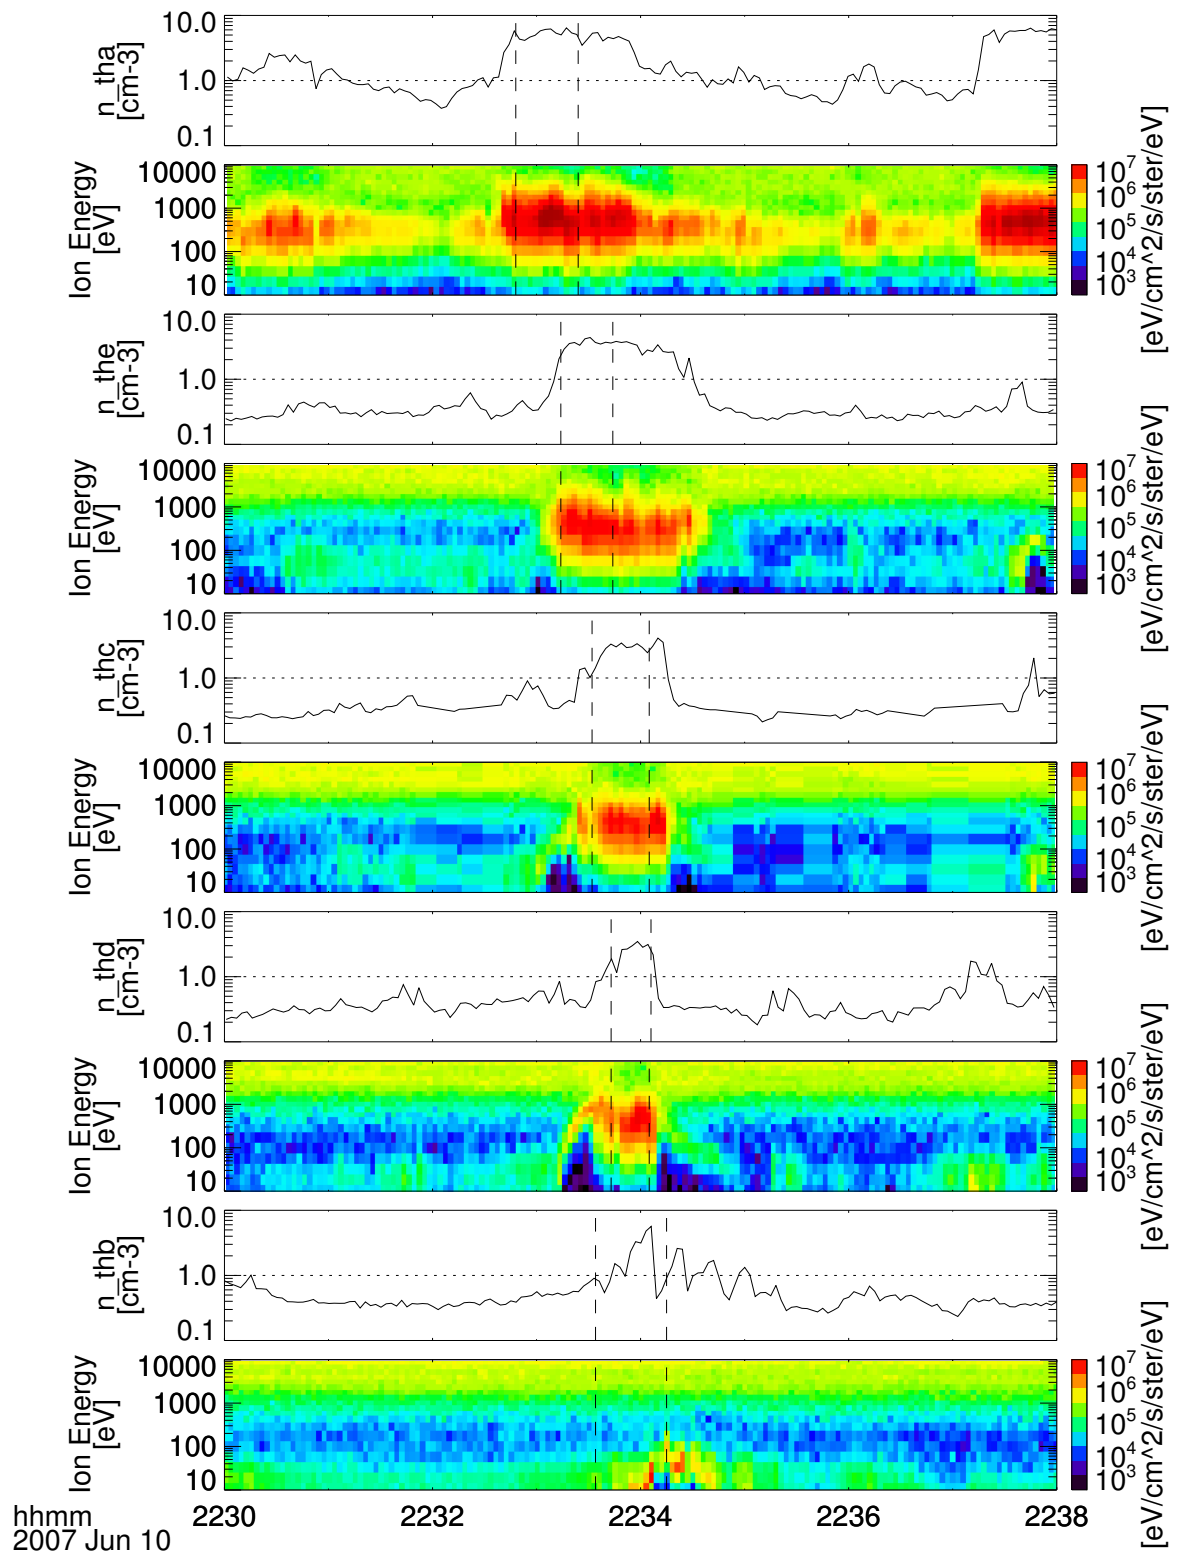 10.0
1.0
0.1
n_tha
[cm-3]
10000
1000
100
10
Ion Energy
[eV]
10^7
10^6
10^5
10^4
10^3
[eV/cm^2/s/ster/eV]
10.0
1.0
0.1
n_the
[cm-3]
10000
1000
100
10
Ion Energy
[eV]
10^7
10^6
10^5
10^4
10^3
[eV/cm^2/s/ster/eV]
10.0
1.0
0.1
n_thc
[cm-3]
10000
1000
100
10
Ion Energy
[eV]
10^7
10^6
10^5
10^4
10^3
[eV/cm^2/s/ster/eV]
10.0
1.0
0.1
n_thd
[cm-3]
10000
1000
100
10
Ion Energy
[eV]
10^7
10^6
10^5
10^4
10^3
[eV/cm^2/s/ster/eV]
10.0
1.0
0.1
n_thb
[cm-3]
10000
1000
100
10
Ion Energy
[eV]
10^7
10^6
10^5
10^4
10^3
[eV/cm^2/s/ster/eV]
hhmm 2230 2232 2234 2236 2238
2007 Jun 10